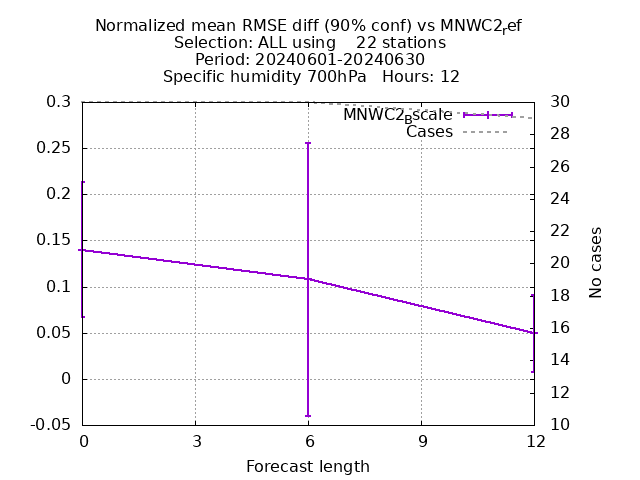 Normalized mean RMSE diff (90% conf) vs MNWC2ref
Selection: ALL using    22 stations
Period: 20240601-20240630
Specific humidity 700hPa   Hours: 12
MNWC2Bscale
Cases
0.3
0.25
0.2
0.15
0.1
0.05
0
-0.05
30
28
26
24
22
20
18
16
14
12
10
No cases
0 3 6 9 12
Forecast length